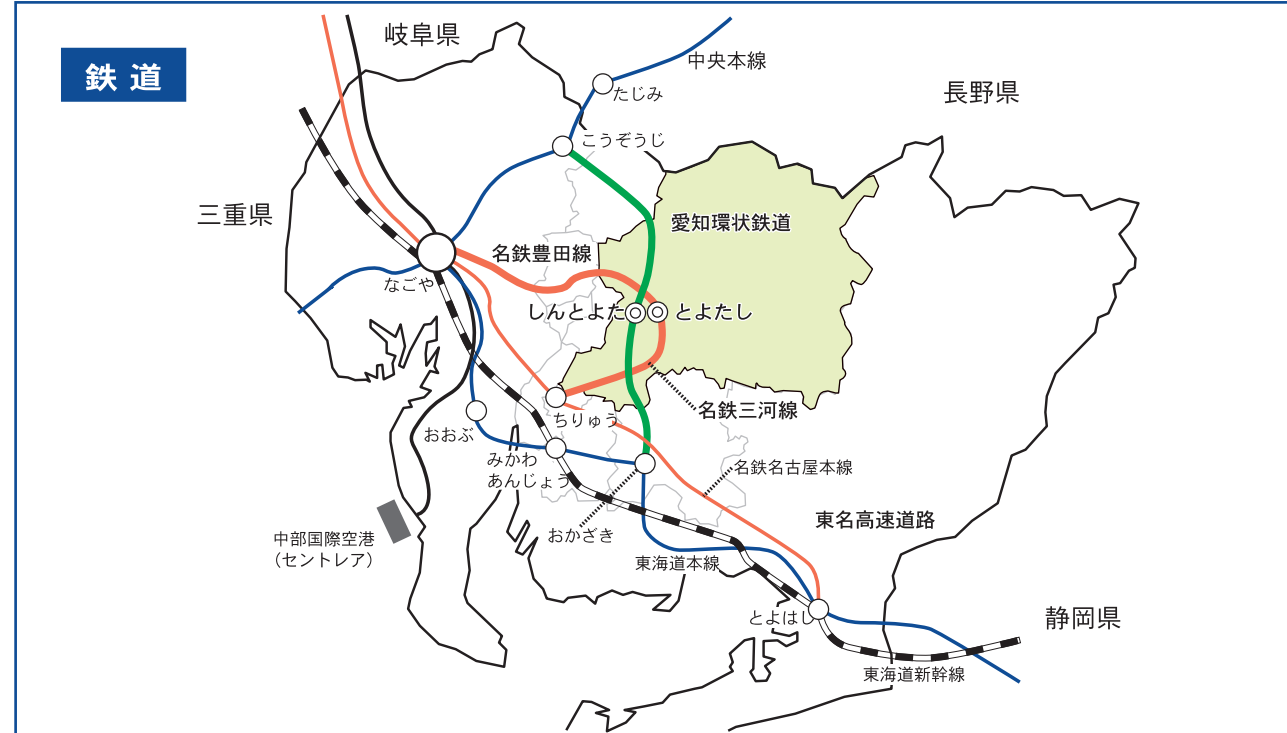 岐阜県
鉄道
中央本線
たじみ
長野県
こうぞうじ
三重県
愛知環状鉄道
名鉄豊田線
なごや
しんとよた
とよたし
名鉄三河線
ちりゅう
おおぶ
みかわ
あんじょう
名鉄名古屋本線
東名高速道路
おかざき
中部国際空港
（セントレア）
東海道本線
とよはし
静岡県
東海道新幹線